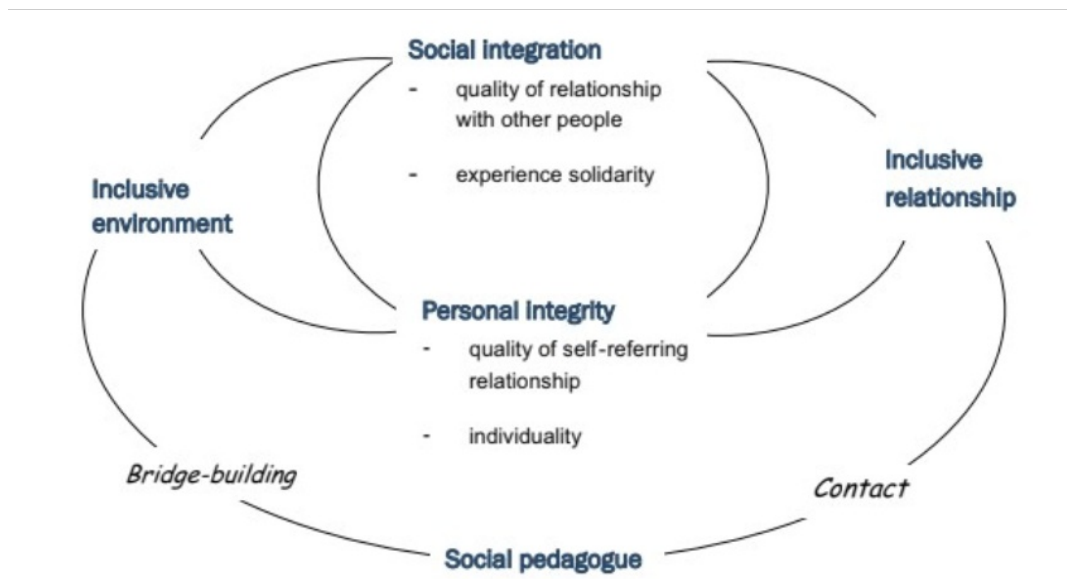 Social integration
- quality of relationship
with other people
- experience solidarity
Inclusive
environment
Inclusive
relationship
Personal integrity
- quality of self-referring
relationship
- individuality
Bridge-building
Contact
Social pedagogue